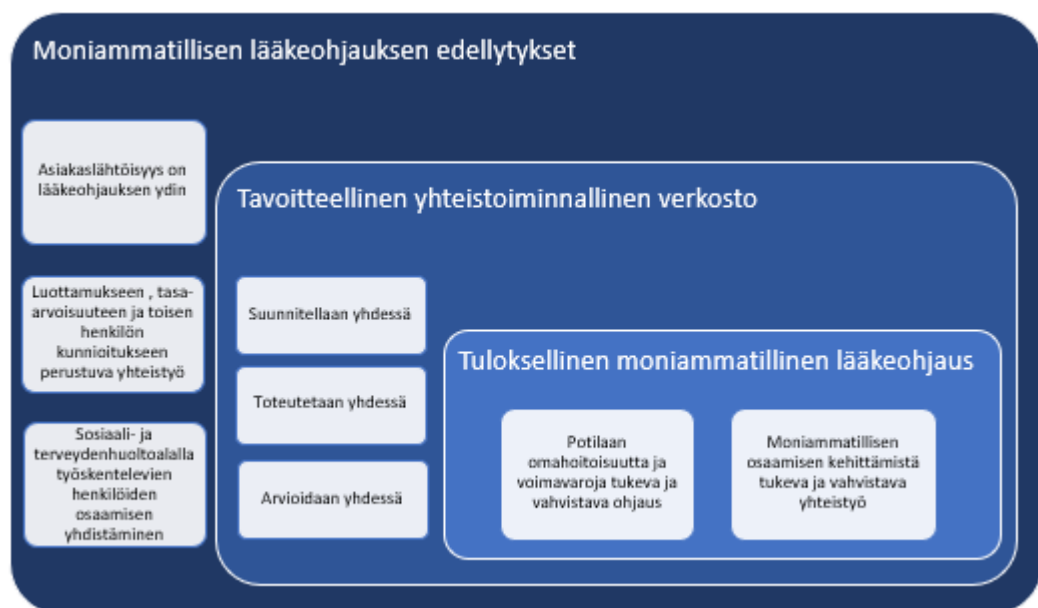 Moniammatillisen lääkeohjauksen edellytykset
Asiakaslähtöisyys on
lääkeohjauksen ydin
Luottamukseen , tasa-
arvoisuuteen ja toisen
henkilön
kunnioitukseen
perustuva yhteistyö
Sosiaali- ja
terveydenhuoltoalalla
työskentelevien
henkilöiden
osaamisen
yhdistäminen
Tavoitteellinen yhteistoiminnallinen verkosto
Suunnitellaan yhdessä
Toteutetaan yhdessä
Arvioidaan yhdessä
Tuloksellinen moniammatillinen lääkeohjaus
Potilaan
omahoitoisuutta ja
voimavaroja tukeva ja
vahvistava ohjaus
Moniammatillisen
osaamisen kehittämistä
tukeva ja vahvistava
yhteistyö